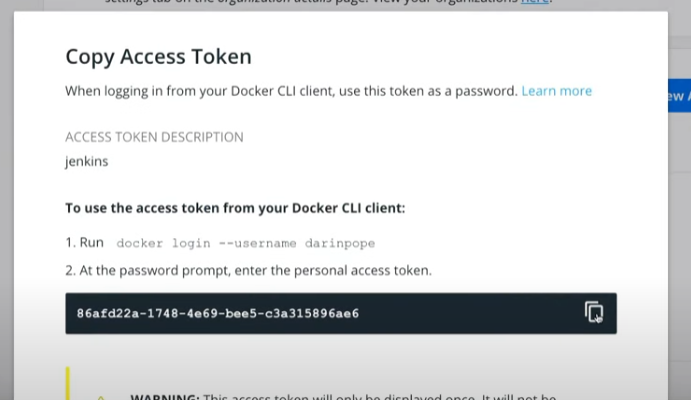 settings tab on the organization details page. View your organizations here.
Copy Access Token
When logging in from your Docker CLI client, use this token as a password. Learn more
ACCESS TOKEN DESCRIPTION
jenkins
ew A
To use the access token from your Docker CLI client:
1. Run docker login --username darinpope
2. At the password prompt, enter the personal access token.
86afd22a-1748-4e69-bee5-c3a315896ae6
WARNING: This access token will only be displayed once. It will not be